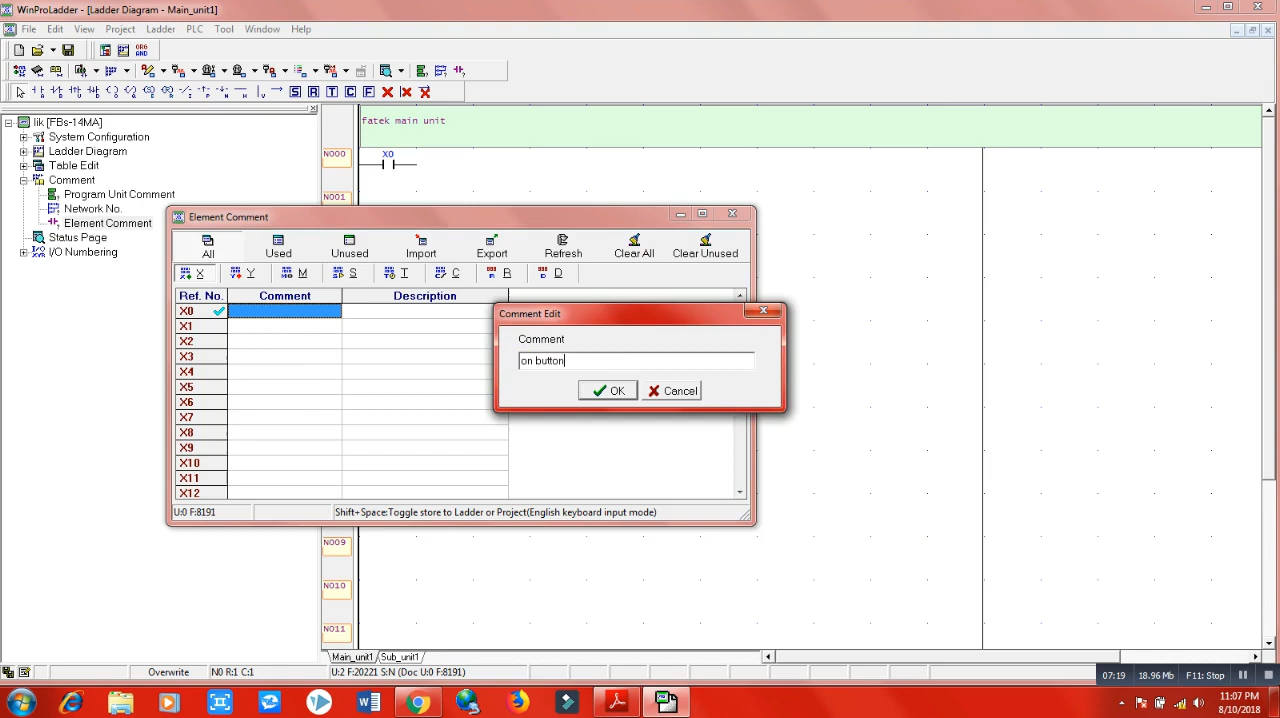 WinProLadder - [Ladder Diagram - Main_unit1]
File Edit View Project Ladder PLC Tool Window Help
ORG
AND
S R T C F
lik [FBs-14MA]
System Configuration
Ladder Diagram
Table Edit
Comment
Program Unit Comment
Network No.
Element Comment
Status Page
I/O Numbering
fatek main unit
N000
X0
N001
Element Comment
All Used Unused Import Export Refresh Clear All Clear Unused
X Y M S T C R D
Ref. No. Comment Description
X0
X1
X2
X3
X4
X5
X6
X7
X8
X9
X10
X11
X12
U:0 F:8191 Shift+Space:Toggle store to Ladder or Project(English keyboard input mode)
Comment Edit
Comment
on button
OK Cancel
N009
N010
N011
Main_unit1 Sub_unit1
Overwrite N0 R:1 C:1 U:2 F:20221 S:N (Doc U:0 F:8191)
07:19 18.96 Mb F11: Stop
11:07 PM
8/10/2018